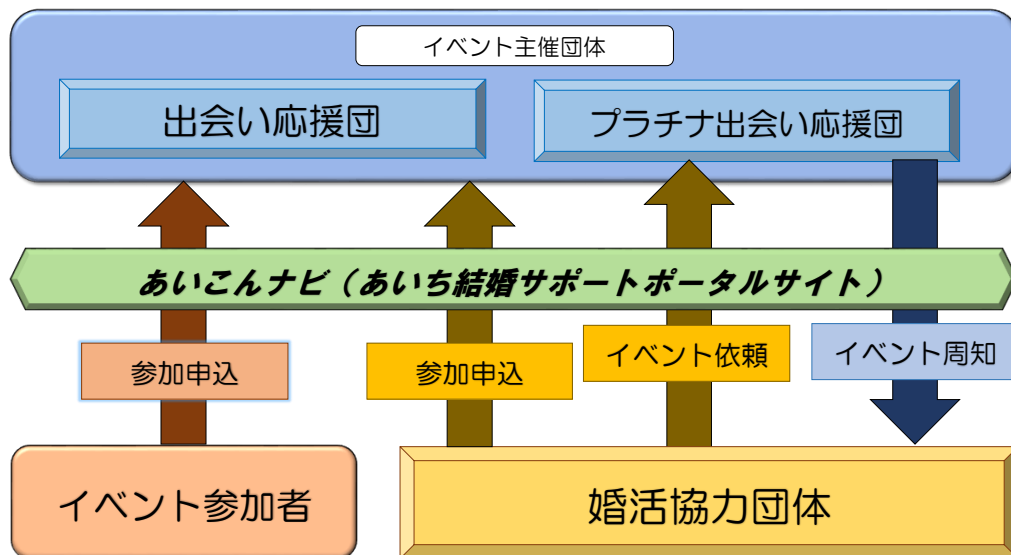 イベント主催団体
出会い応援団
プラチナ出会い応援団
あいこんナビ（あいち結婚サポートポータルサイト）
参加申込
参加申込
イベント依頼
イベント周知
イベント参加者
婚活協力団体